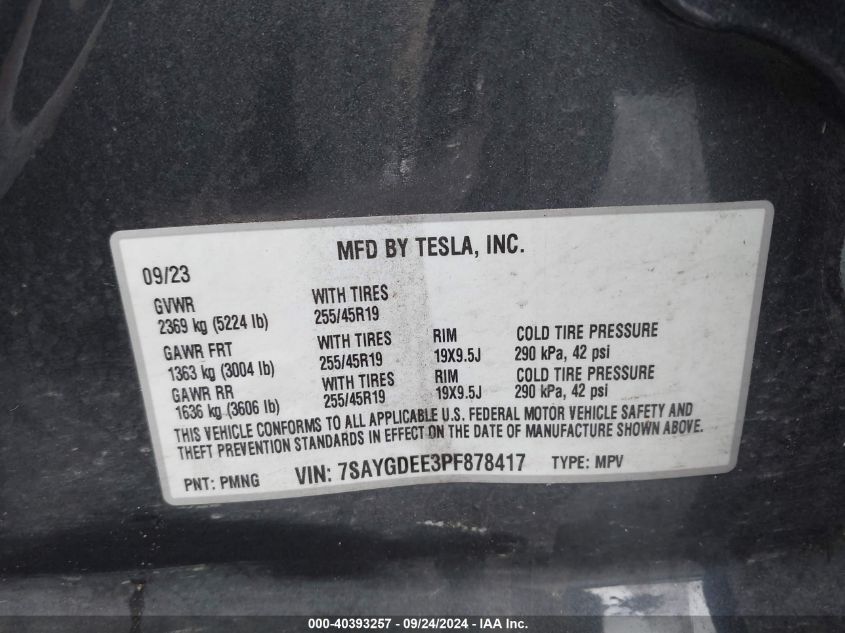 MFD BY TESLA, INC.
09/23
GVWR WITH TIRES
2369 kg (5224 lb) 255/45R19
GAWR FRT WITH TIRES RIM COLD TIRE PRESSURE
1363 kg (3004 lb) 255/45R19 19X9.5J 290 kPa, 42 psi
GAWR RR WITH TIRES RIM COLD TIRE PRESSURE
1636 kg (3606 lb) 255/45R19 19X9.5J 290 kPa, 42 psi
THIS VEHICLE CONFORMS TO ALL APPLICABLE U.S. FEDERAL MOTOR VEHICLE SAFETY AND
THEFT PREVENTION STANDARDS IN EFFECT ON THE DATE OF MANUFACTURE SHOWN ABOVE.
PNT: PMNG VIN: 7SAYGDEE3PF878417 TYPE: MPV
000-40393257 - 09/24/2024 - IAA Inc.